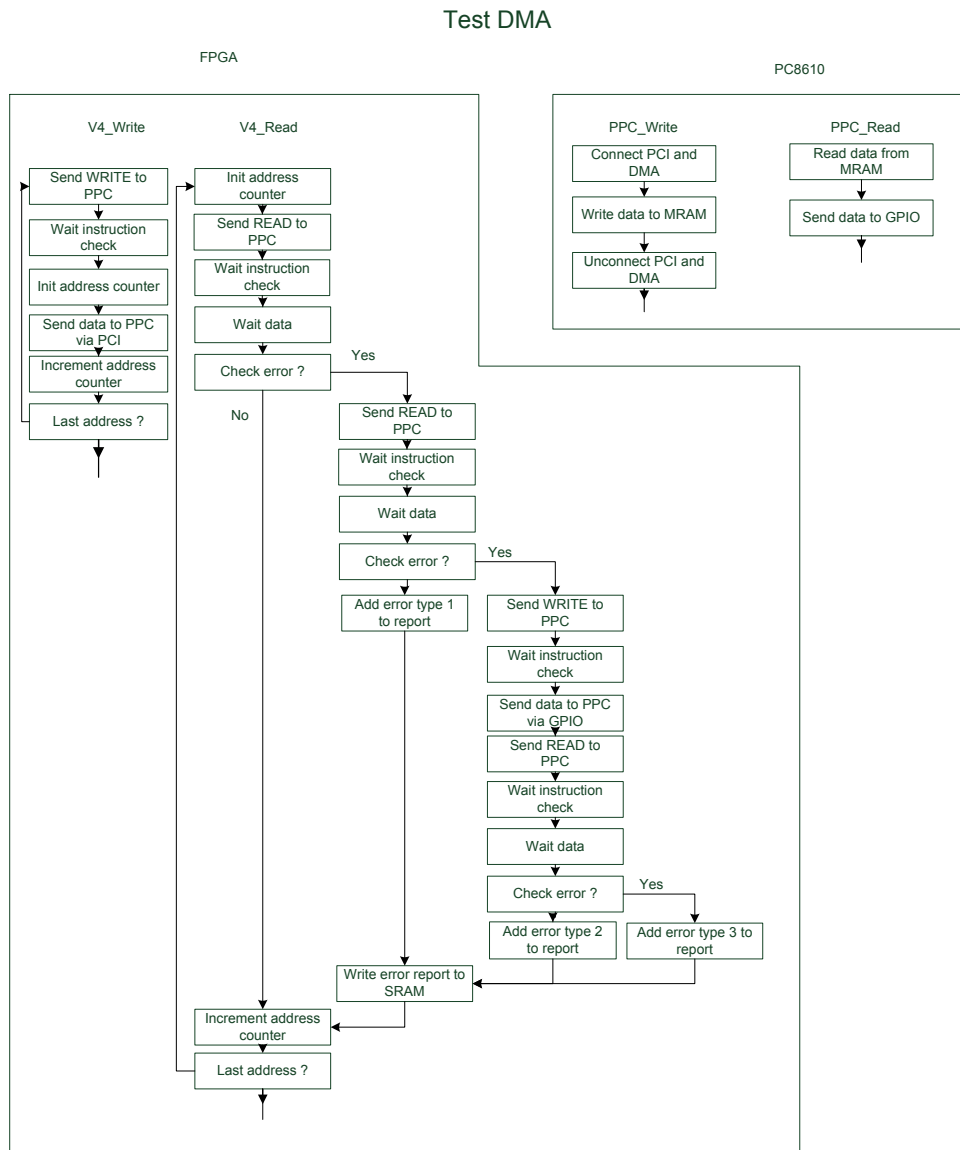 Test DMA
FPGA
PC8610
V4_Write
V4_Read
PPC_Write
PPC_Read
Send WRITE to
PPC
Wait instruction
check
Init address counter
Send data to PPC
via PCI
Increment address
counter
Last address ?
Init address
counter
Send READ to
PPC
Wait instruction
check
Wait data
Check error ?
Yes
No
Send READ to
PPC
Wait instruction
check
Wait data
Check error ?
Yes
Add error type 1
to report
Send WRITE to
PPC
Wait instruction
check
Send data to PPC
via GPIO
Send READ to
PPC
Wait instruction
check
Wait data
Check error ?
Yes
Add error type 2
to report
Add error type 3 to
report
Write error report to
SRAM
Increment address
counter
Last address ?
Connect PCI and
DMA
Write data to MRAM
Unconnect PCI and
DMA
Read data from
MRAM
Send data to GPIO